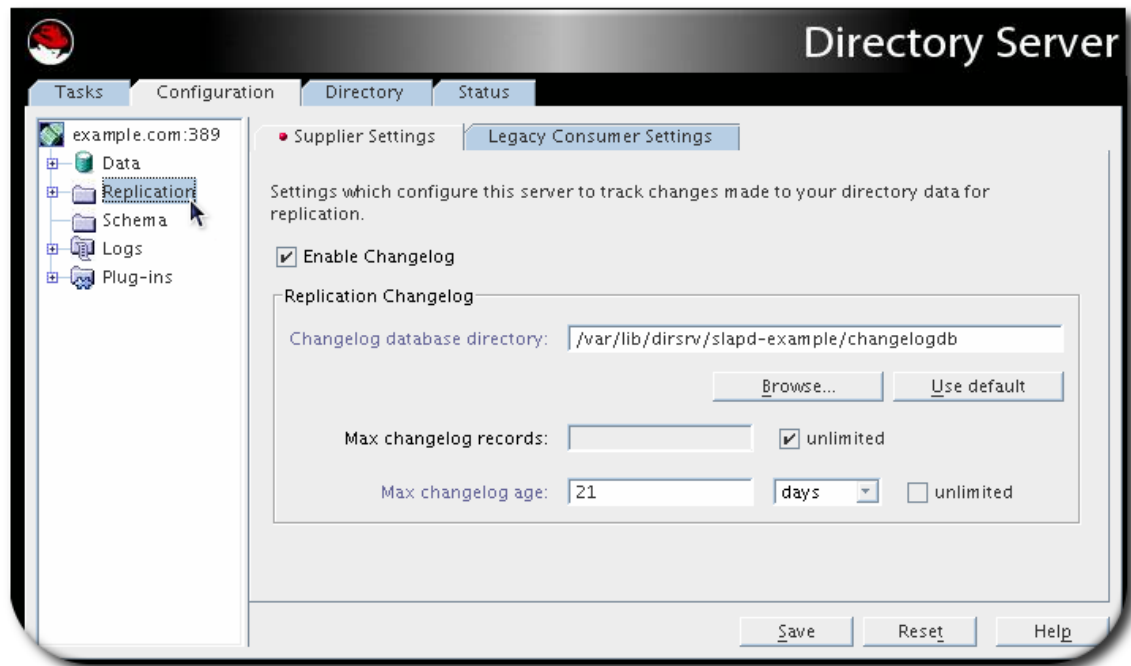 Directory Server
Tasks Configuration Directory Status
example.com:389
Data
Replication
Schema
Logs
Plug-ins
Supplier Settings Legacy Consumer Settings
Settings which configure this server to track changes made to your directory data for
replication.
Enable Changelog
Replication Changelog
Changelog database directory: /var/lib/dirsrv/slapd-example/changelogdb
Browse... Use default
Max changelog records: unlimited
Max changelog age: 21 days unlimited
Save Reset Help